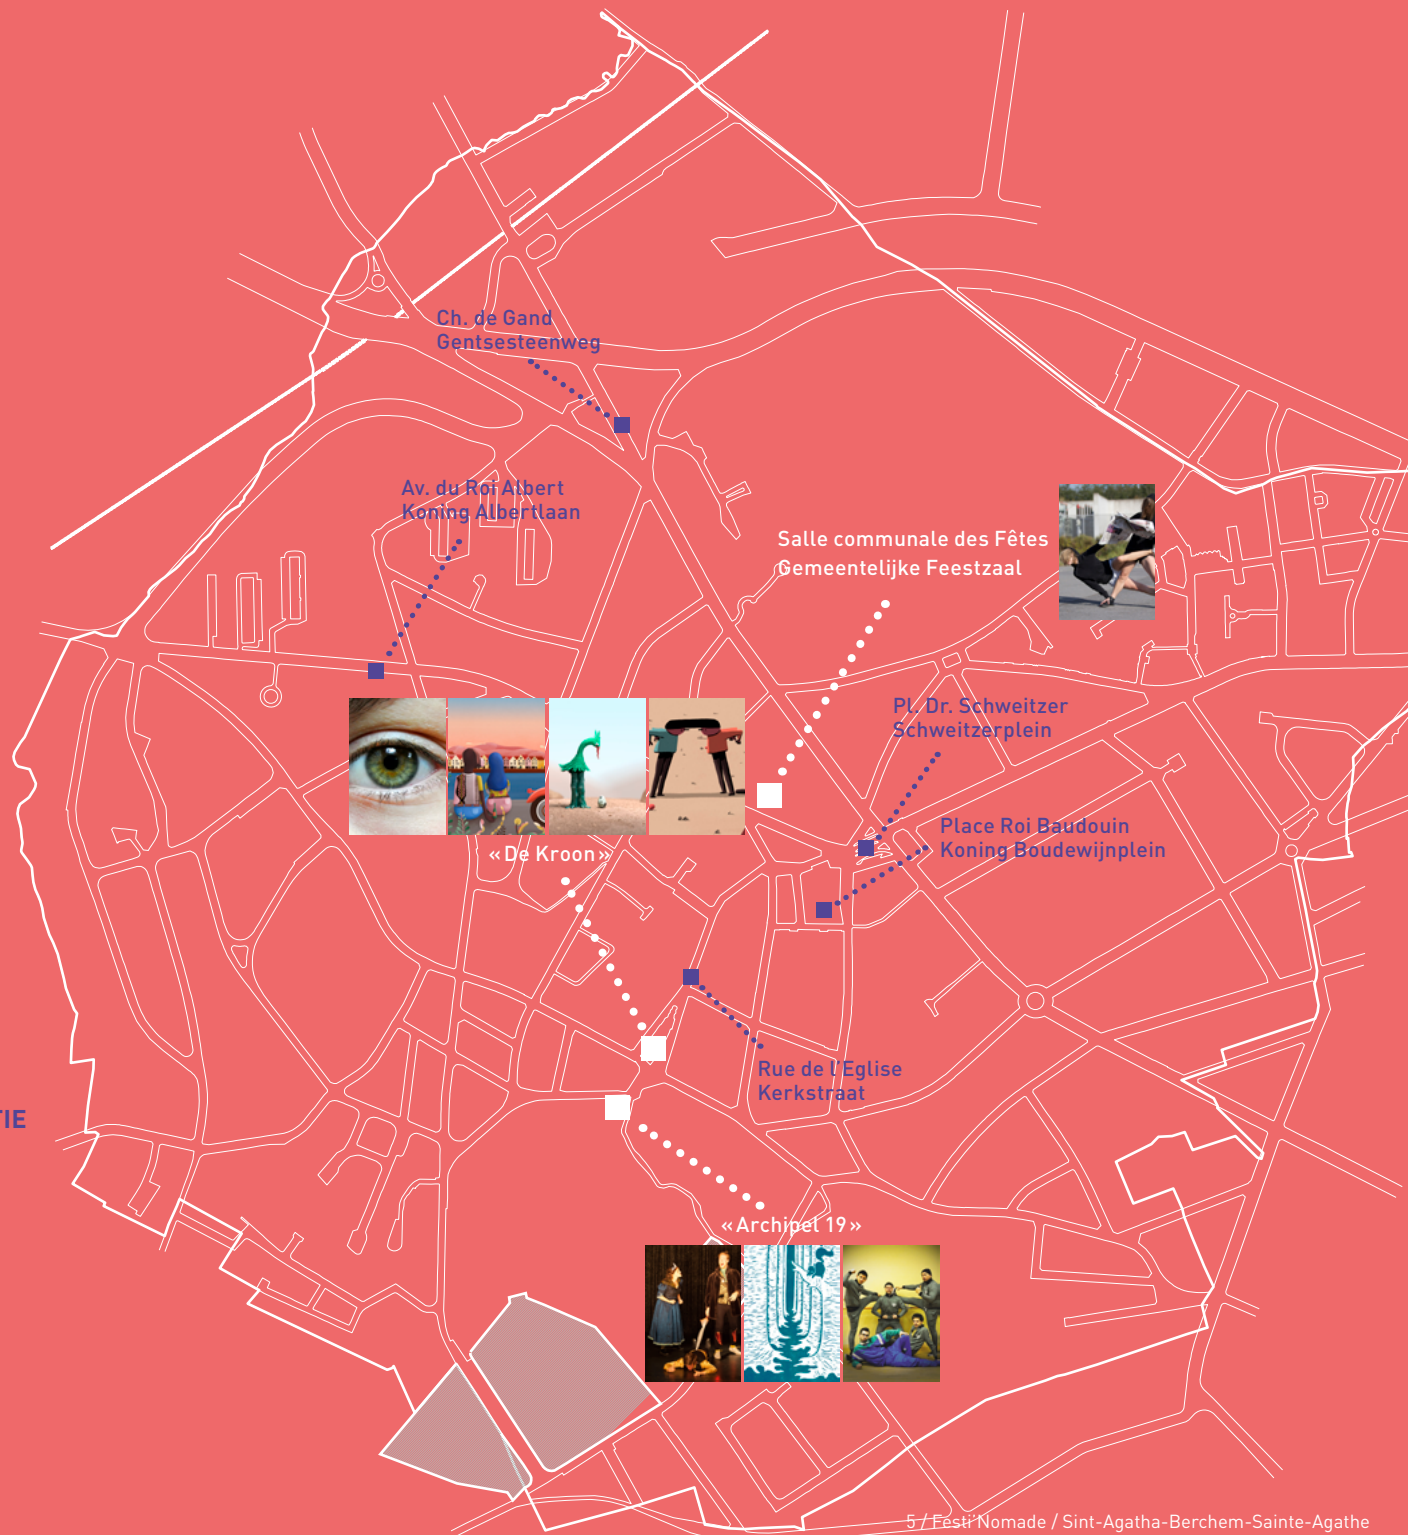 Ch. de Gand
Gentsesteenweg
Av. du Roi Albert
Koning Albertlaan
Salle communale des Fêtes
Gemeentelijke Feestzaal
Pl. Dr. Schweitzer
Schweitzerplein
Place Roi Baudouin
Koning Boudewijnplein
«De Kroon»
Rue de l'Eglise
Kerkstraat
TIE
«Archipel 19»
5 / Festi'Nomade / Sint-Agatha-Berchem-Sainte-Agathe